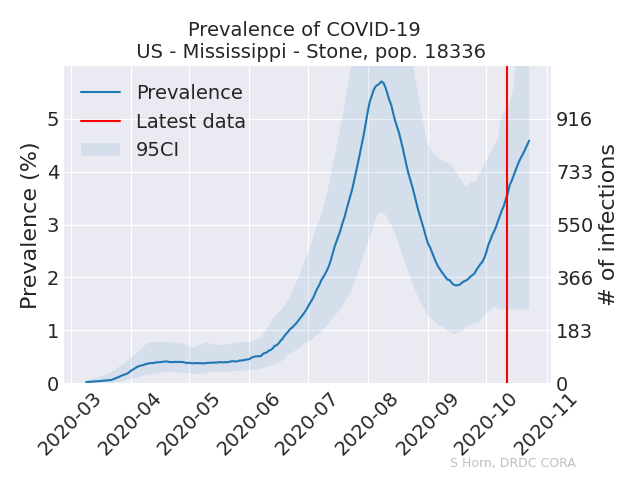 Prevalence of COVID-19
US - Mississippi - Stone, pop. 18336
Prevalence
Latest data
95CI
Prevalence (%)
5
4
3
2
1
0
916
733
550
366
183
0
# of infections
2020-03
2020-04
2020-05
2020-06
2020-07
2020-08
2020-09
2020-10
2020-11
S Horn, DRDC CORA